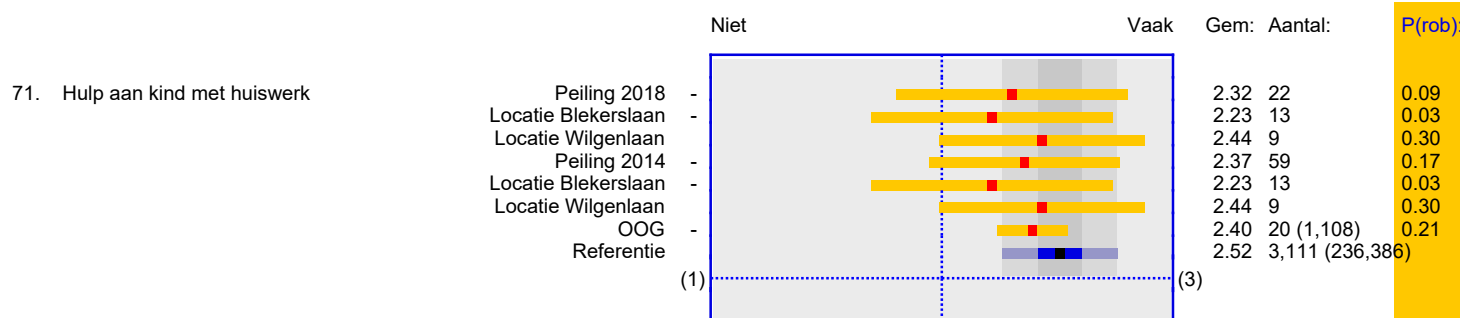 Niet Vaak Gem: Aantal: P(rob):
71. Hulp aan kind met huiswerk Peiling 2018 - 2.32 22 0.09
Locatie Blekerslaan - 2.23 13 0.03
Locatie Wilgenlaan - 2.44 9 0.30
Peiling 2014 - 2.37 59 0.17
Locatie Blekerslaan - 2.23 13 0.03
Locatie Wilgenlaan - 2.44 9 0.30
OOG - 2.40 20 (1,108) 0.21
Referentie 2.52 3,111 (236,386)
(1) (3)